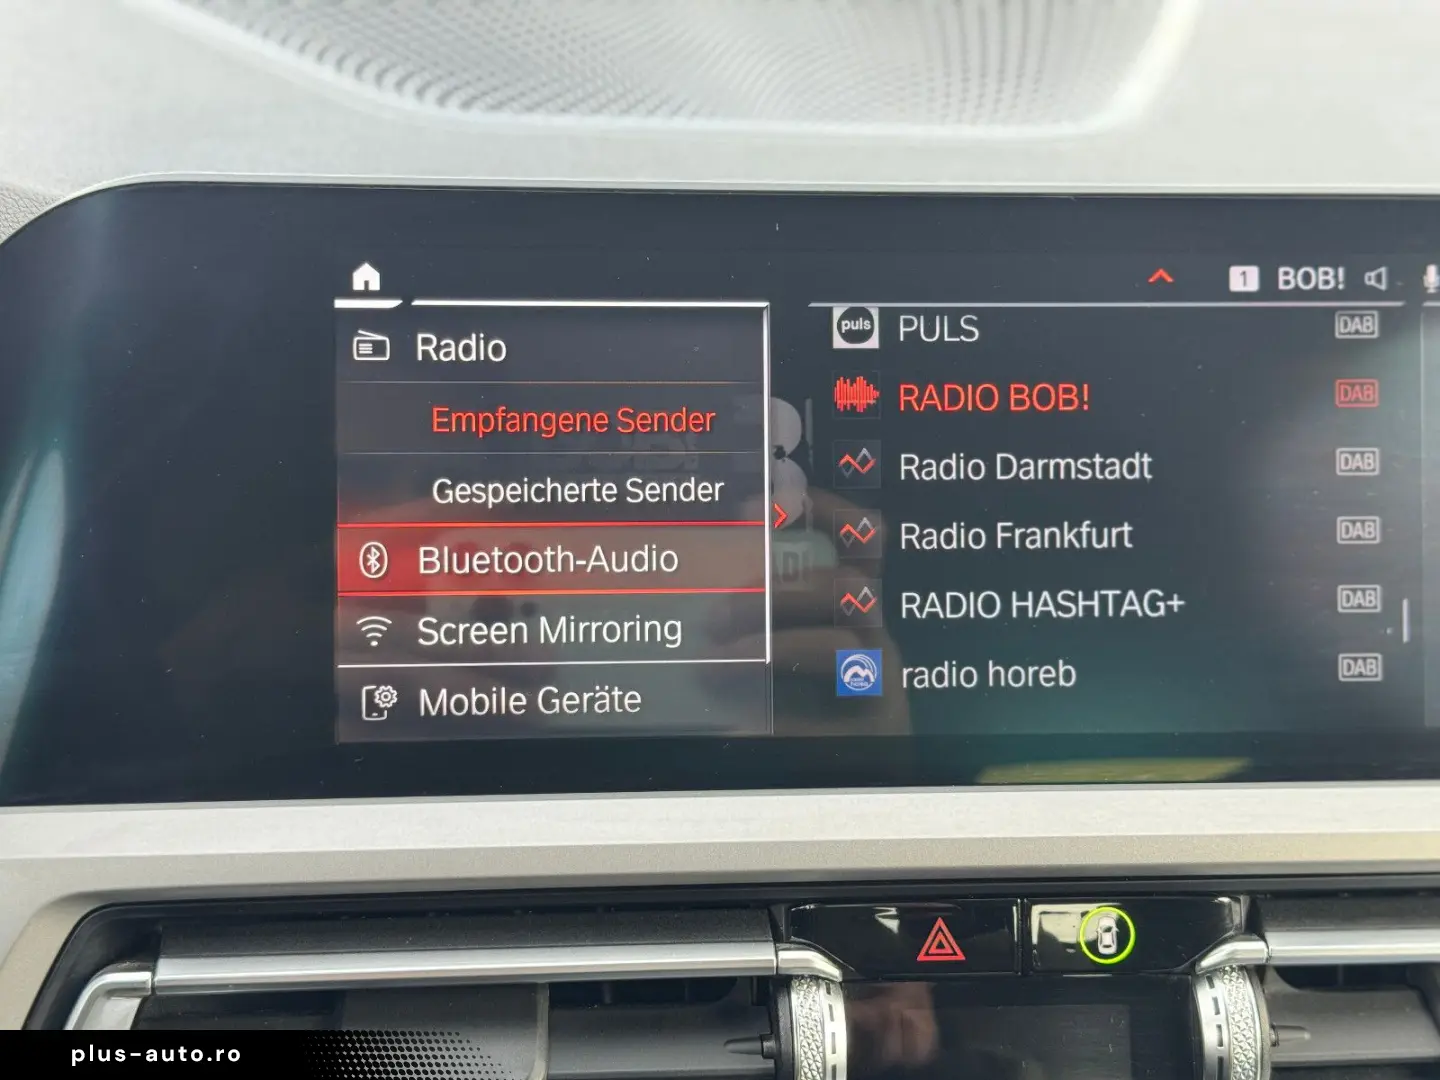 1 BOB!
Radio
Empfangene Sender
Gespeicherte Sender
Bluetooth-Audio
Screen Mirroring
Mobile Geräte
puls PULS DAB
RADIO BOB! DAB
Radio Darmstadt DAB
Radio Frankfurt DAB
RADIO HASHTAG+ DAB
radio horeb DAB
plus-auto.ro